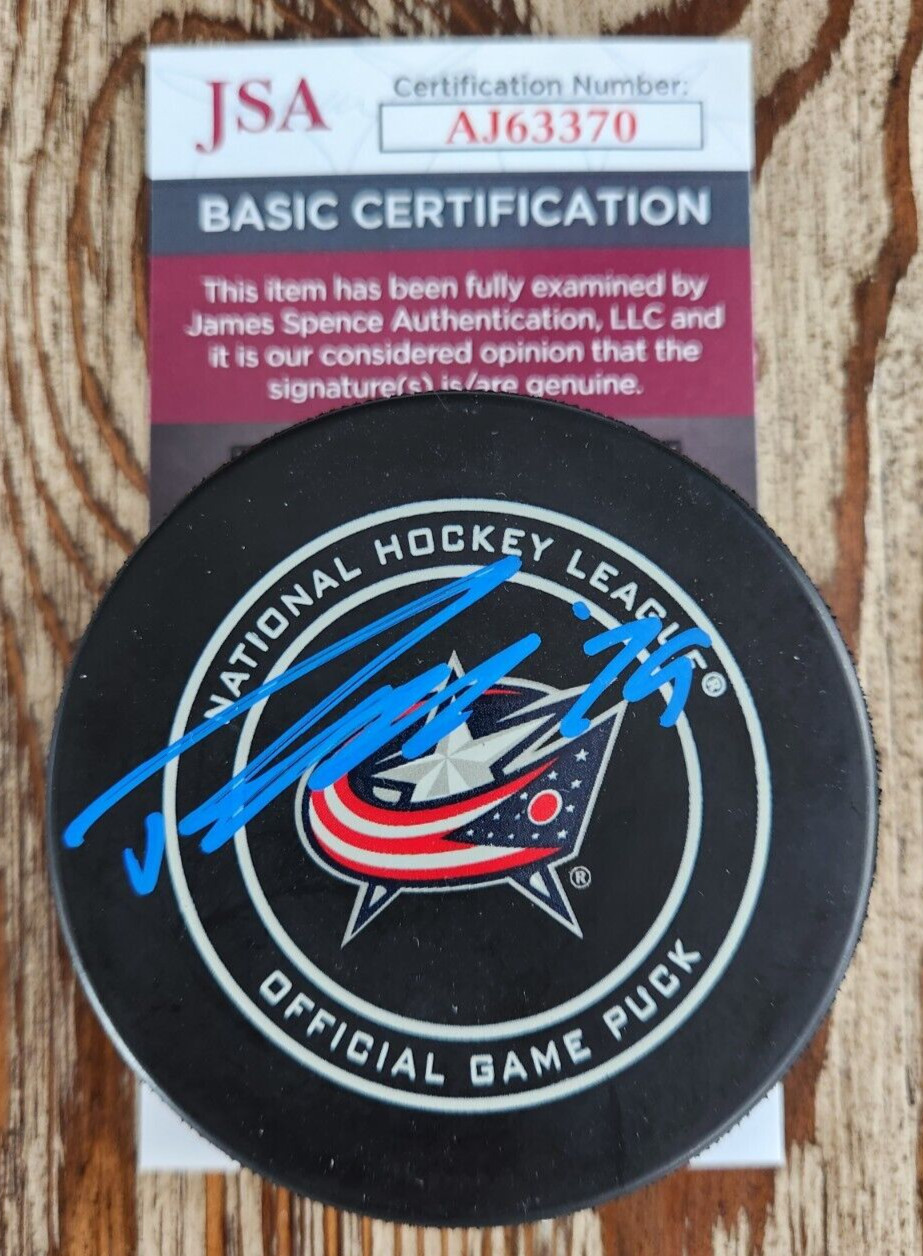 JSA
Certification Number:
AJ63370
BASIC CERTIFICATION
This item has been fully examined by
James Spence Authentication, LLC and
it is our considered opinion that the
signature(s) is/are genuine.
NATIONAL HOCKEY LEAGUE®
®
OFFICIAL GAME PUCK